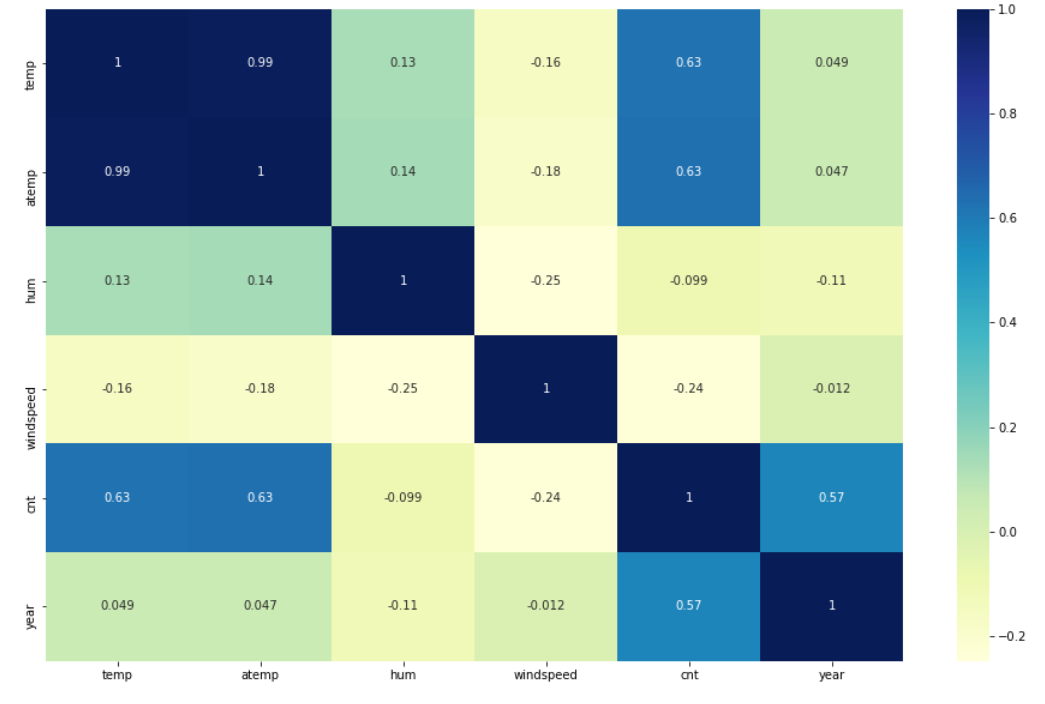 temp 1 0.99 0.13 -0.16 0.63 0.049
atemp 0.99 1 0.14 -0.18 0.63 0.047
hum 0.13 0.14 1 -0.25 -0.099 -0.11
windspeed -0.16 -0.18 -0.25 1 -0.24 -0.012
cnt 0.63 0.63 -0.099 -0.24 1 0.57
year 0.049 0.047 -0.11 -0.012 0.57 1
temp atemp hum windspeed cnt year
1.0
0.8
0.6
0.4
0.2
0.0
−0.2